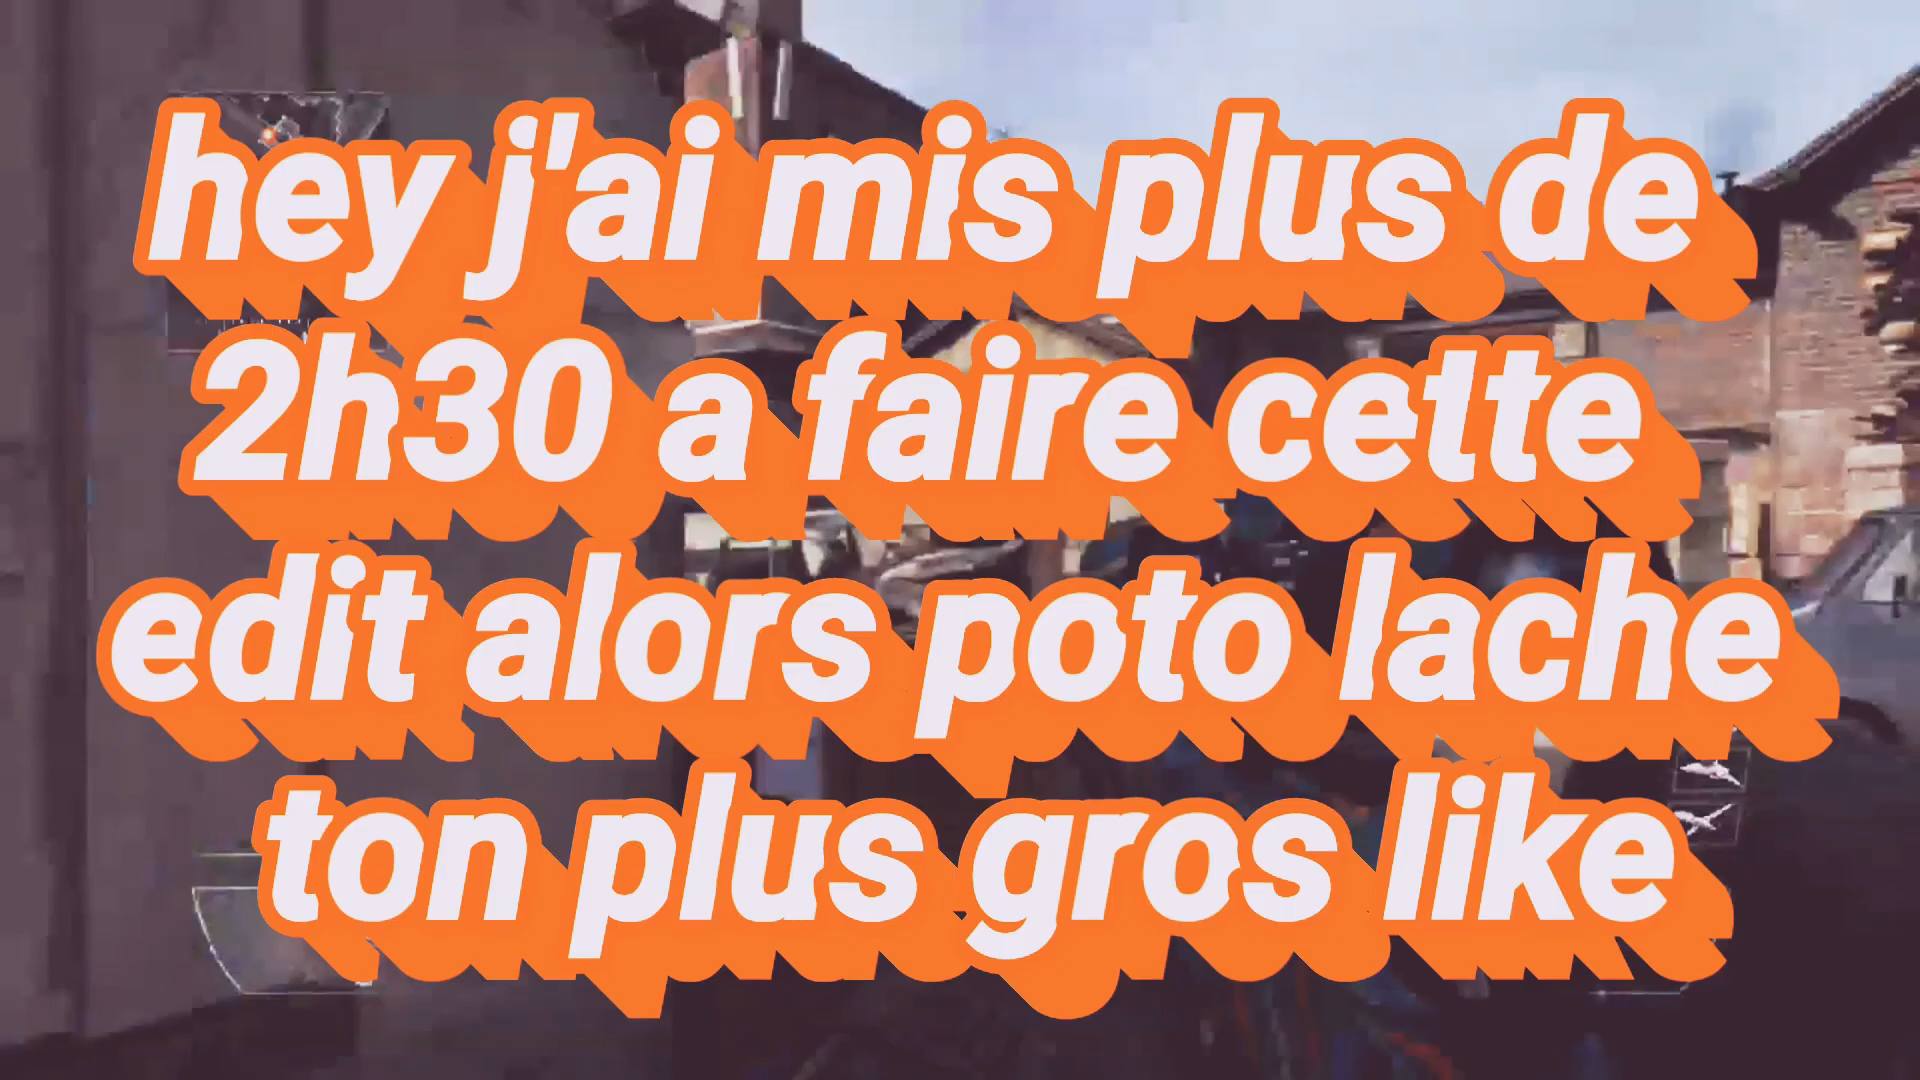 hey j'ai mis plus de
2h30 a faire cette
edit alors poto lache
ton plus gros like